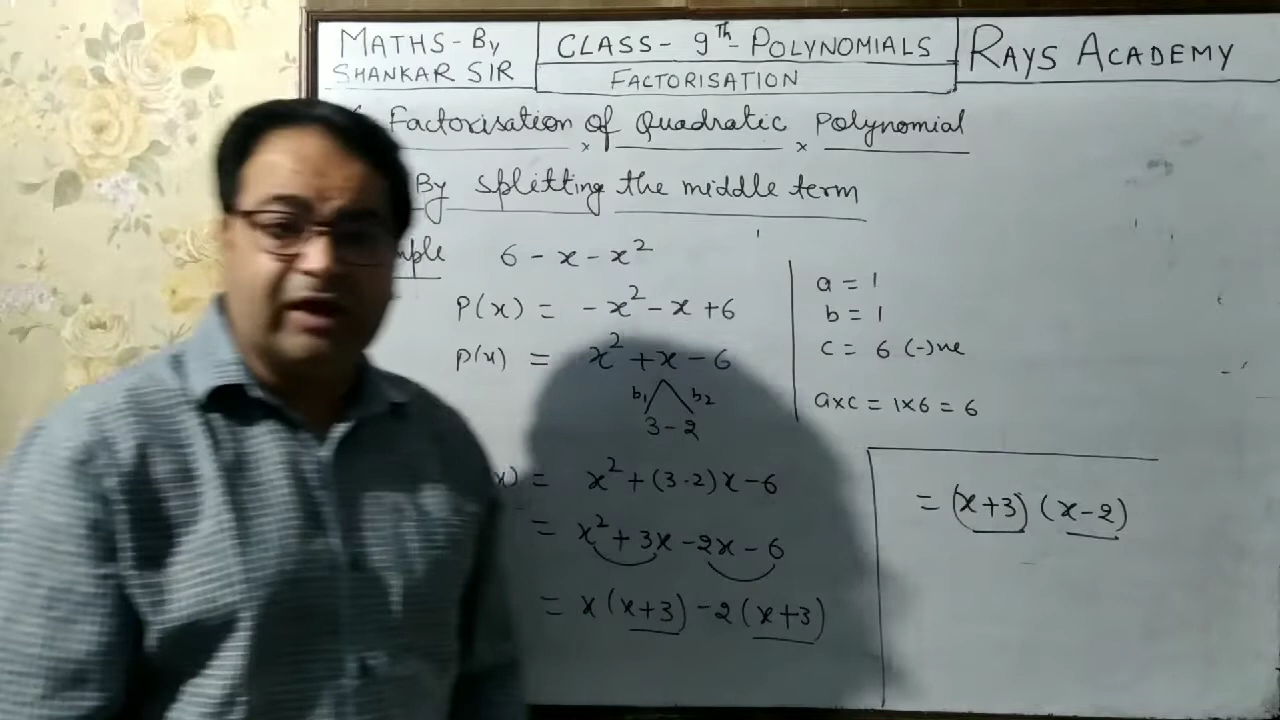 MATHS - By
SHANKAR SIR
CLASS - 9th - POLYNOMIALS
FACTORISATION
RAYS ACADEMY
Factorisation of Quadratic Polynomial
By splitting the middle term
6 - x - x²
P(x) = - x² - x + 6
p(x) = x² + x - 6
b₁ b₂
3 - 2
= x² + (3-2)x - 6
= x² + 3x - 2x - 6
= x (x+3) - 2 (x+3)
a = 1
b = 1
c = 6 (-)ve
axc = 1x6 = 6
= (x+3) (x-2)